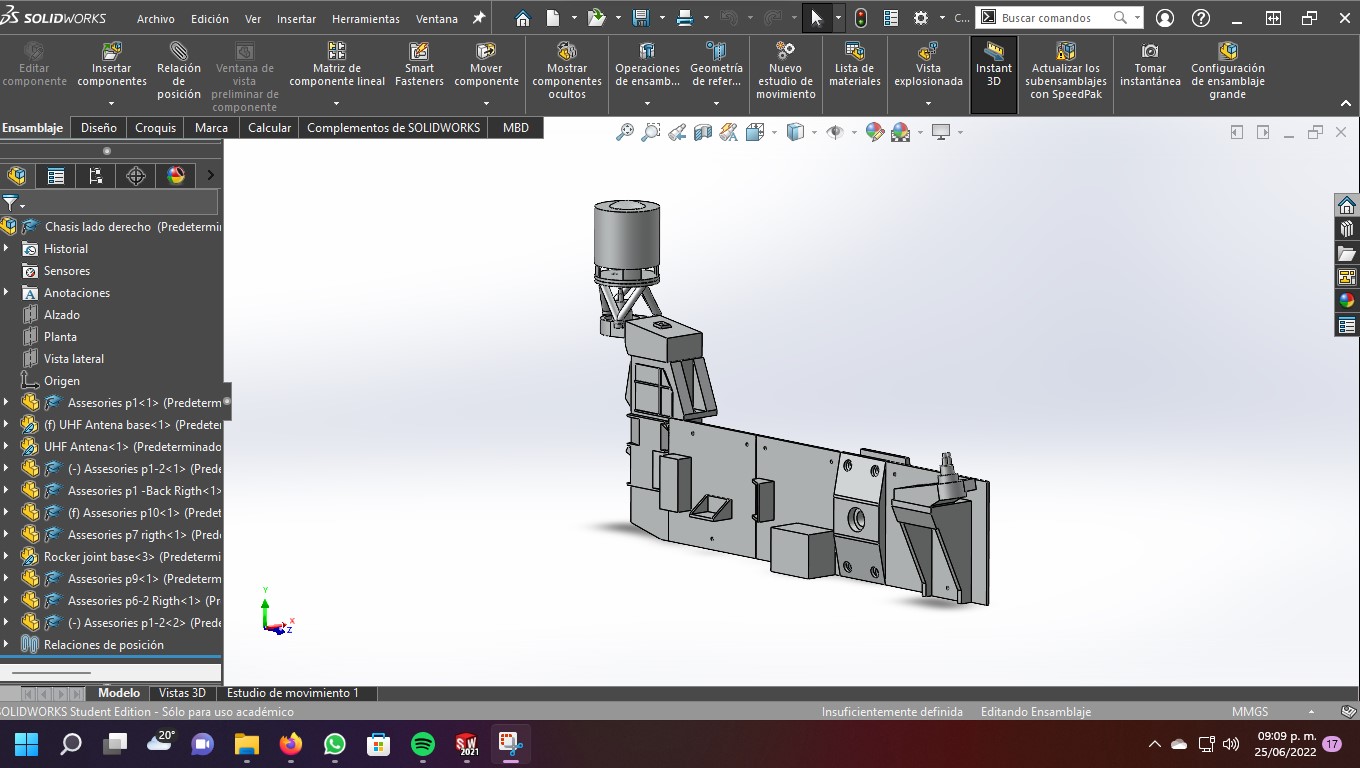 SOLIDWORKS
Archivo Edición Ver Insertar Herramientas Ventana
C...
Buscar comandos
Editar componente
Insertar componentes
Relación de posición
Ventana de vista preliminar de componente
Matriz de componente lineal
Smart Fasteners
Mover componente
Mostrar componentes ocultos
Operaciones de ensamb...
Geometría de refer...
Nuevo estudio de movimiento
Lista de materiales
Vista explosionada
Instant 3D
Actualizar los subensamblajes con SpeedPak
Tomar instantánea
Configuración de ensamblaje grande
Ensamblaje Diseño Croquis Marca Calcular Complementos de SOLIDWORKS MBD
Chasis lado derecho (Predetermi
Historial
Sensores
Anotaciones
Alzado
Planta
Vista lateral
Origen
Assesories p1<1> (Predeterm
(f) UHF Antena base<1> (Predete
UHF Antena<1> (Predeterminado
(-) Assesories p1-2<1> (Prede
Assesories p1 -Back Rigth<1>
(f) Assesories p10<1> (Predet
Assesories p7 rigth<1> (Prede
Rocker joint base<3> (Predetermi
Assesories p9<1> (Predeterm
Assesories p6-2 Rigth<1> (Pr
(-) Assesories p1-2<2> (Prede
Relaciones de posición
Y
X
Z
Modelo Vistas 3D Estudio de movimiento 1
SOLIDWORKS Student Edition - Sólo para uso académico
Insuficientemente definida Editando Ensamblaje MMGS
20°
SW 2021
09:09 p. m.
25/06/2022
17